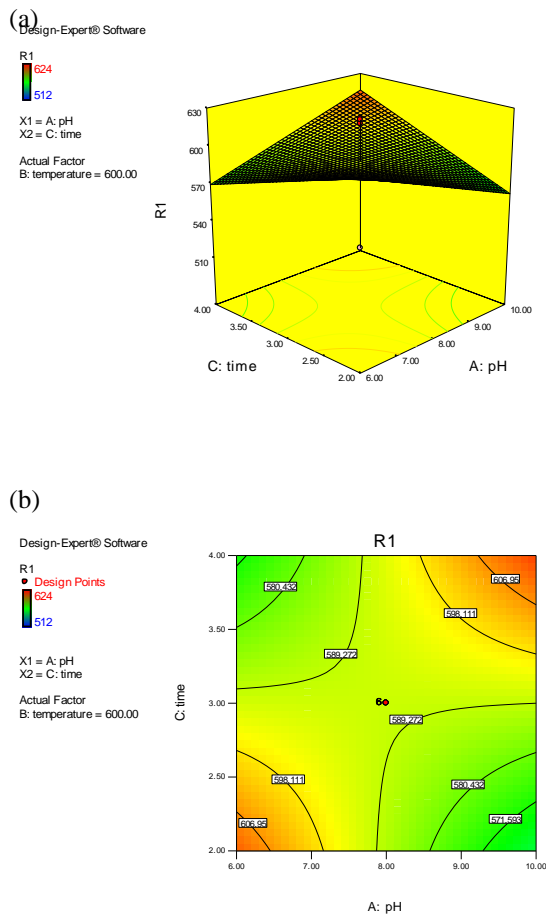 (a)
Design-Expert® Software
R1
624
512
X1 = A: pH
X2 = C: time
Actual Factor
B: temperature = 600.00
630
600
570
540
510
R1
4.00
3.50
3.00
2.50
2.00
C: time
10.00
9.00
8.00
7.00
6.00
A: pH
(b)
Design-Expert® Software
R1
Design Points
624
512
X1 = A: pH
X2 = C: time
Actual Factor
B: temperature = 600.00
R1
4.00
3.50
3.00
2.50
2.00
C: time
580,432
606,95
598,111
589,272
6
589,272
598,111
580,432
606,95
571,593
6.00 7.00 8.00 9.00 10.00
A: pH